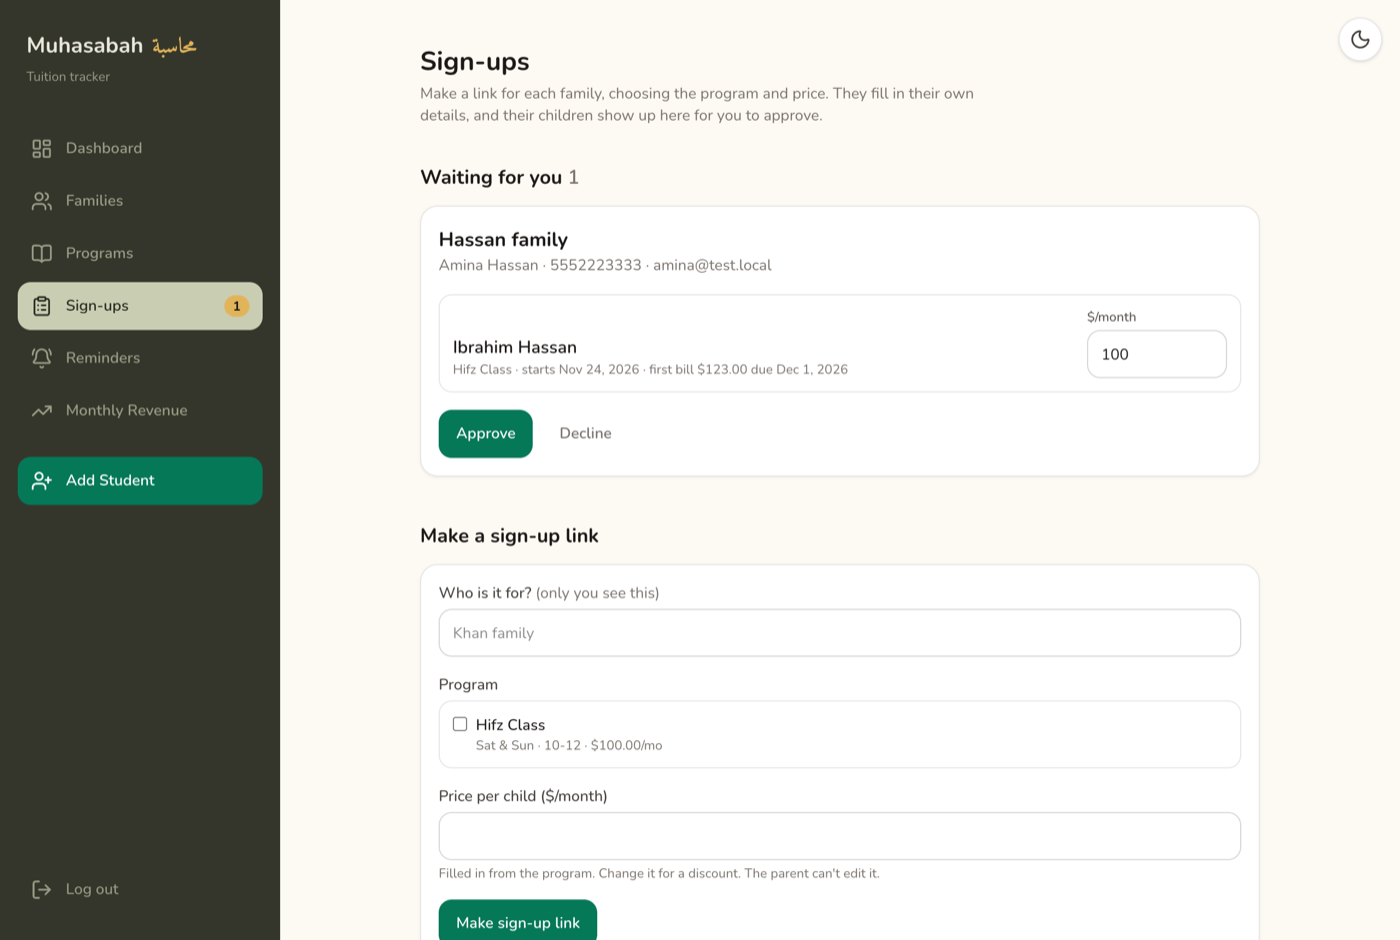 Muhasabah محاسبة
Tuition tracker
Dashboard
Families
Programs
Sign-ups 1
Reminders
Monthly Revenue
Add Student
Log out
Sign-ups
Make a link for each family, choosing the program and price. They fill in their own
details, and their children show up here for you to approve.
Waiting for you 1
Hassan family
Amina Hassan · 5552223333 · amina@test.local
$/month
Ibrahim Hassan
100
Hifz Class · starts Nov 24, 2026 · first bill $123.00 due Dec 1, 2026
Approve
Decline
Make a sign-up link
Who is it for? (only you see this)
Khan family
Program
Hifz Class
Sat & Sun · 10-12 · $100.00/mo
Price per child ($/month)
Filled in from the program. Change it for a discount. The parent can't edit it.
Make sign-up link